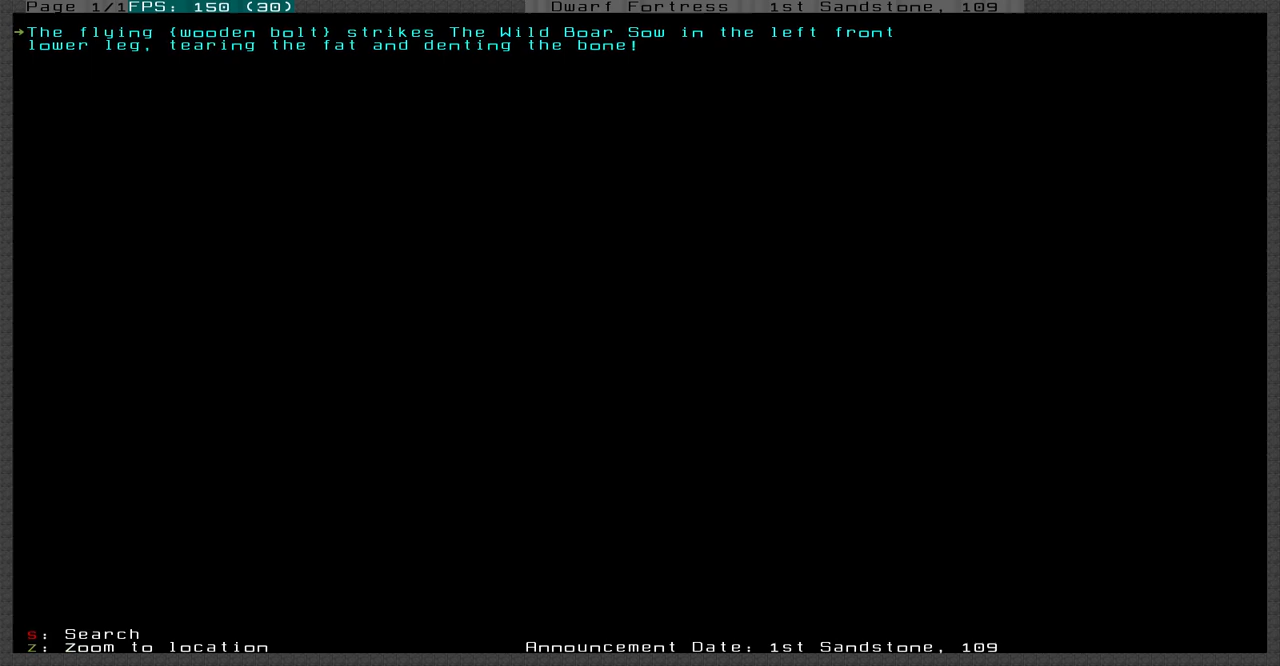 Page 1/1FPS: 150 (30) Dwarf Fortress 1st Sandstone, 109
The flying {wooden bolt} strikes The Wild Boar Sow in the left front
lower leg, tearing the fat and denting the bone!
s: Search
z: Zoom to location Announcement Date: 1st Sandstone, 109